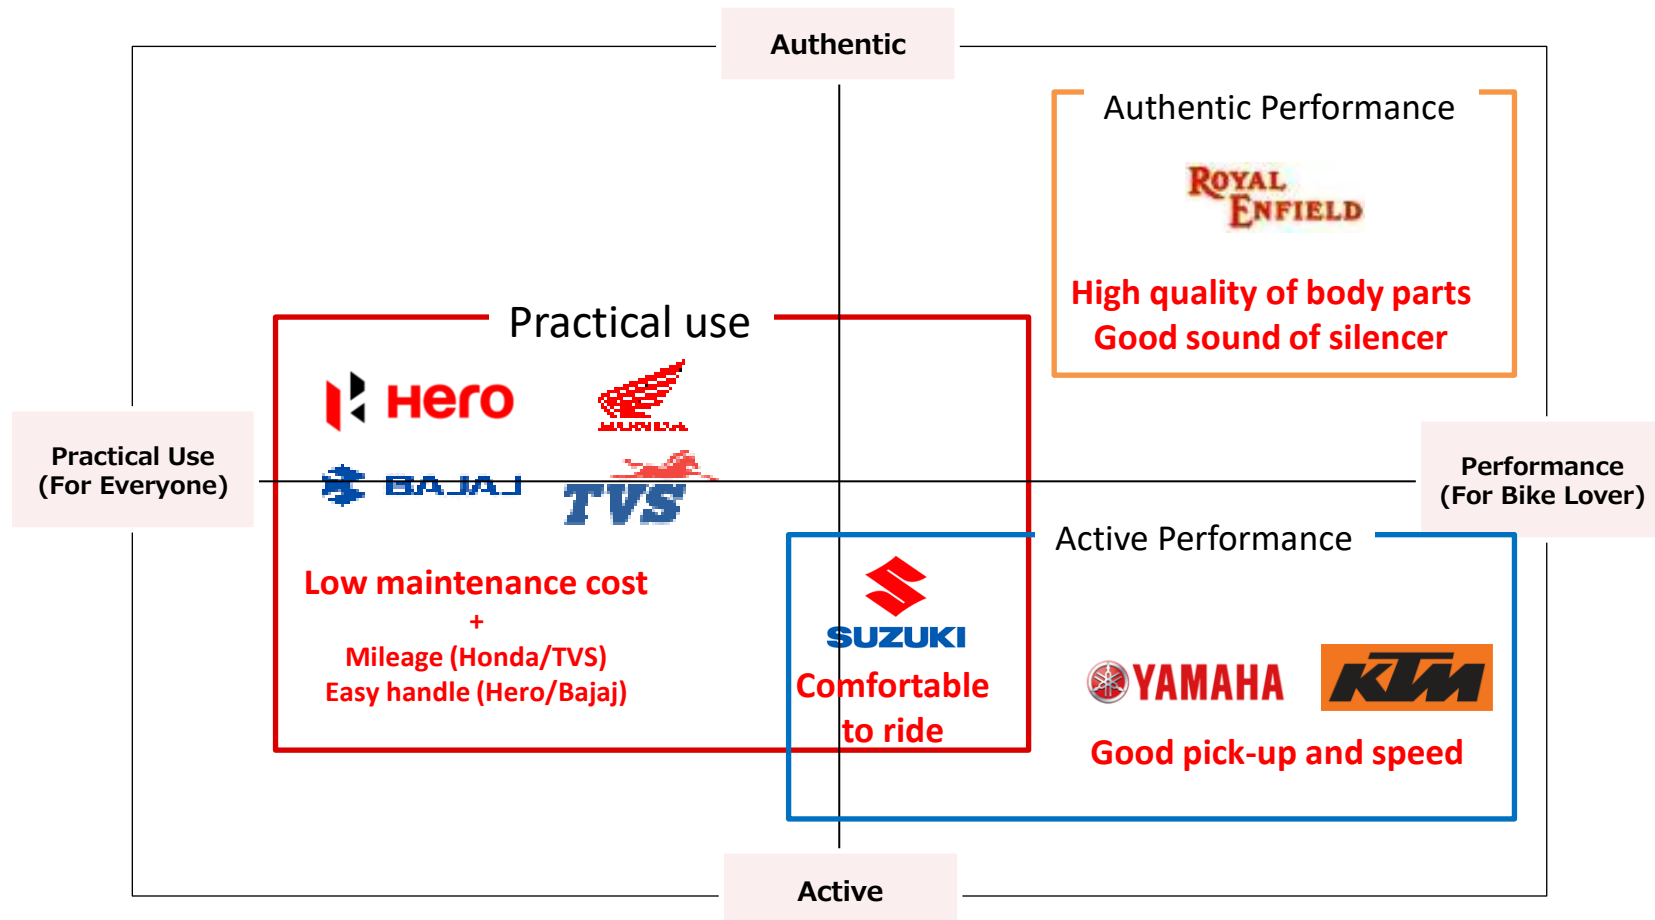 Authentic
Authentic Performance
ROYAL
ENFIELD
High quality of body parts
Good sound of silencer
Practical use
Hero
HONDA
BAJAJ
TVS
Practical Use
(For Everyone)
Performance
(For Bike Lover)
Low maintenance cost
+
Mileage (Honda/TVS)
Easy handle (Hero/Bajaj)
Active Performance
SUZUKI
Comfortable
to ride
YAMAHA
KTM
Good pick-up and speed
Active